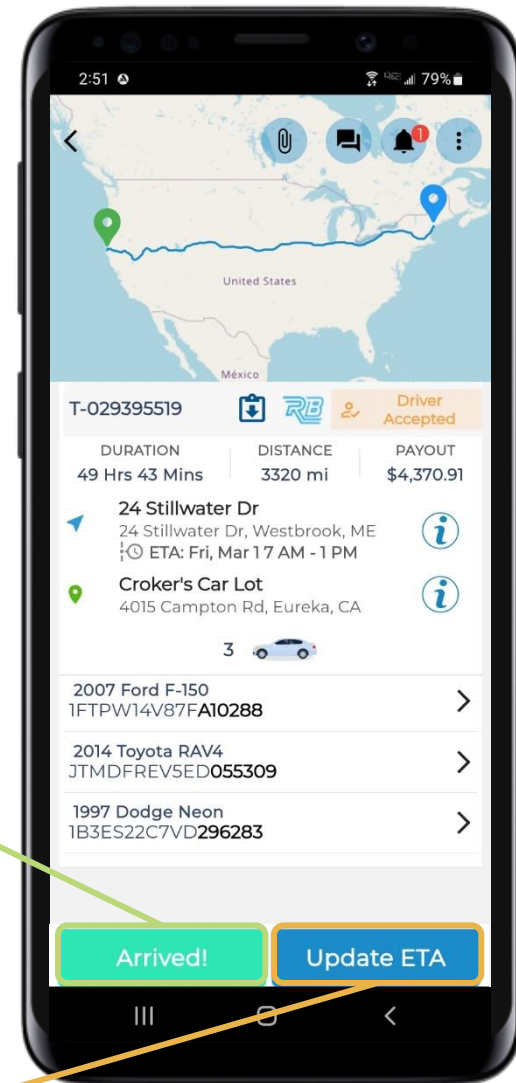 2:51 79%
1
United States
México
T-029395519 RB Driver
Accepted
DURATION DISTANCE PAYOUT
49 Hrs 43 Mins 3320 mi $4,370.91
24 Stillwater Dr
24 Stillwater Dr, Westbrook, ME
ETA: Fri, Mar 1 7 AM - 1 PM
i
Croker's Car Lot
4015 Campton Rd, Eureka, CA
i
3
2007 Ford F-150
1FTPW14V87FA10288
2014 Toyota RAV4
JTMDFREV5ED055309
1997 Dodge Neon
1B3ES22C7VD296283
Arrived! Update ETA